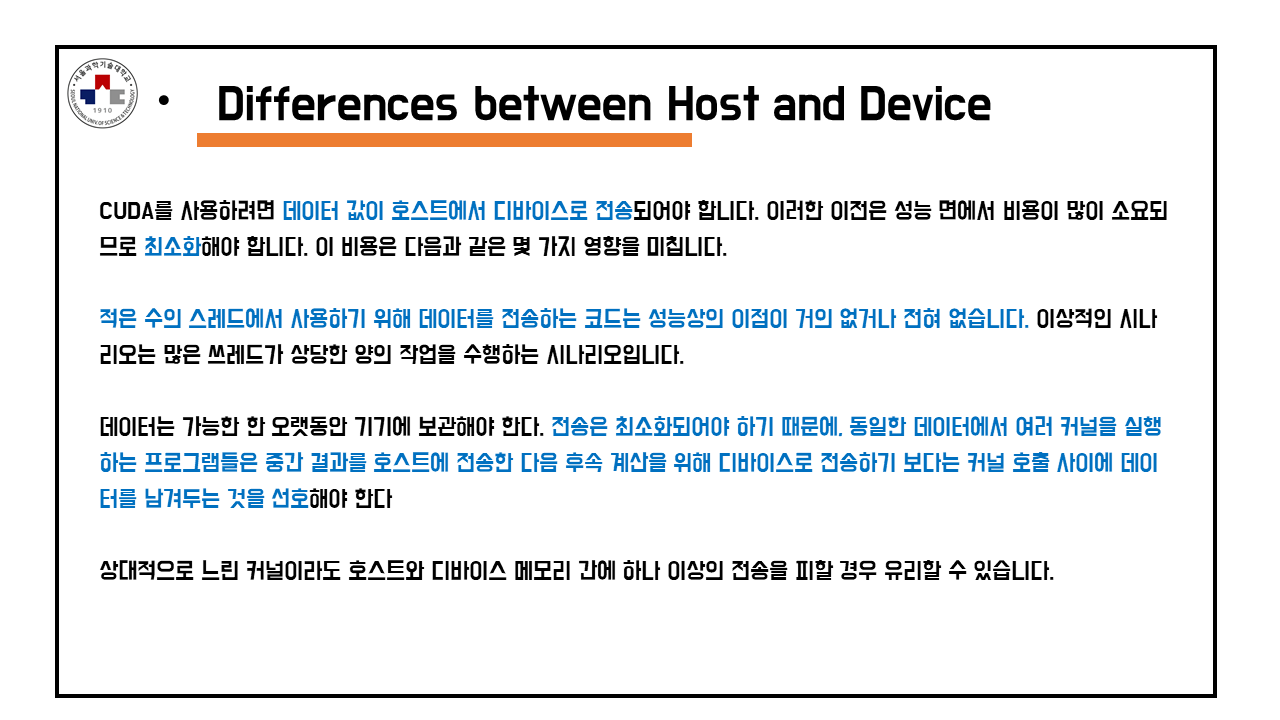 서울과학기술대학교
1910
SEOUL NATIONAL UNIV. OF SCIENCE & TECHNOLOGY
• Differences between Host and Device
CUDA를 사용하려면 데이터 값이 호스트에서 디바이스로 전송되어야 합니다. 이러한 이전은 성능 면에서 비용이 많이 소요되
므로 최소화해야 합니다. 이 비용은 다음과 같은 몇 가지 영향을 미칩니다.
적은 수의 스레드에서 사용하기 위해 데이터를 전송하는 코드는 성능상의 이점이 거의 없거나 전혀 없습니다. 이상적인 시나
리오는 많은 쓰레드가 상당한 양의 작업을 수행하는 시나리오입니다.
데이터는 가능한 한 오랫동안 기기에 보관해야 한다. 전송은 최소화되어야 하기 때문에, 동일한 데이터에서 여러 커널을 실행
하는 프로그램들은 중간 결과를 호스트에 전송한 다음 후속 계산을 위해 디바이스로 전송하기 보다는 커널 호출 사이에 데이
터를 남겨두는 것을 선호해야 한다
상대적으로 느린 커널이라도 호스트와 디바이스 메모리 간에 하나 이상의 전송을 피할 경우 유리할 수 있습니다.